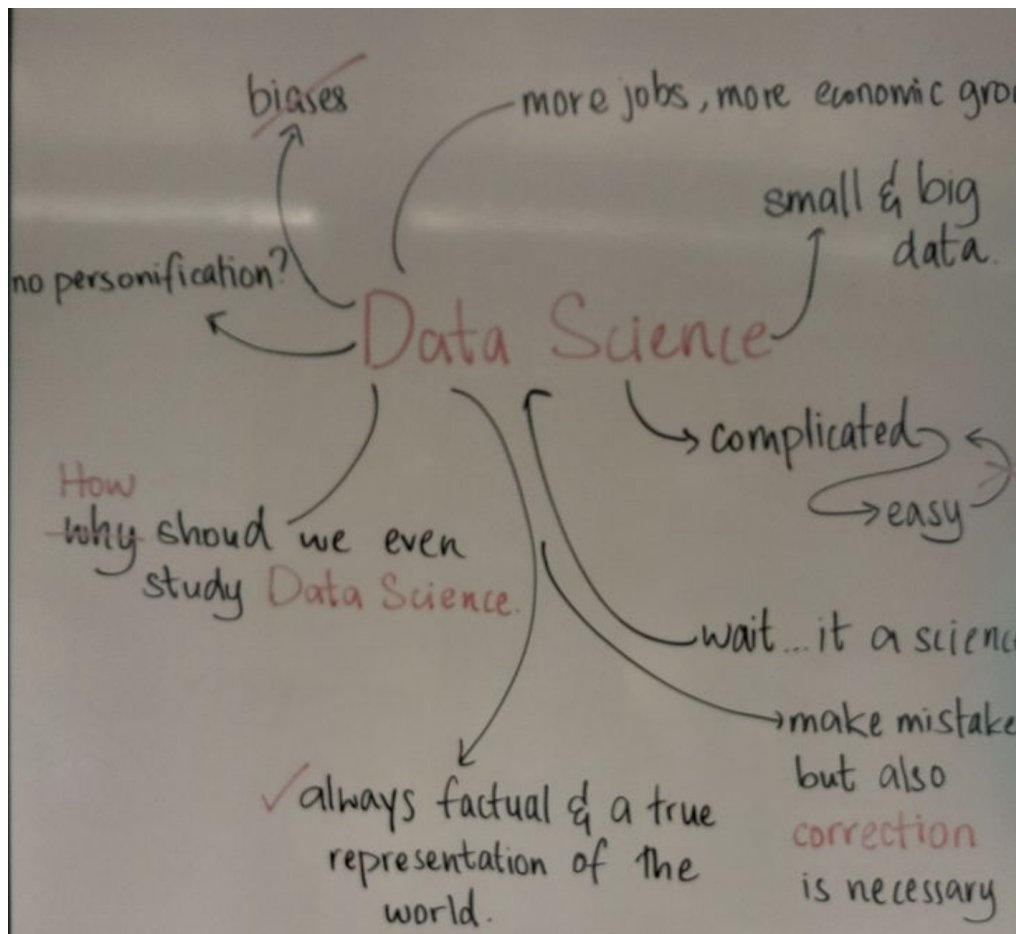 biases
more jobs, more economic gro
small & big
data.
no personification?
Data Science
complicated
easy
How
why shoud we even
study Data Science.
wait...it a scienc
make mistake
but also
correction
is necessary
always factual & a true
representation of the
world.